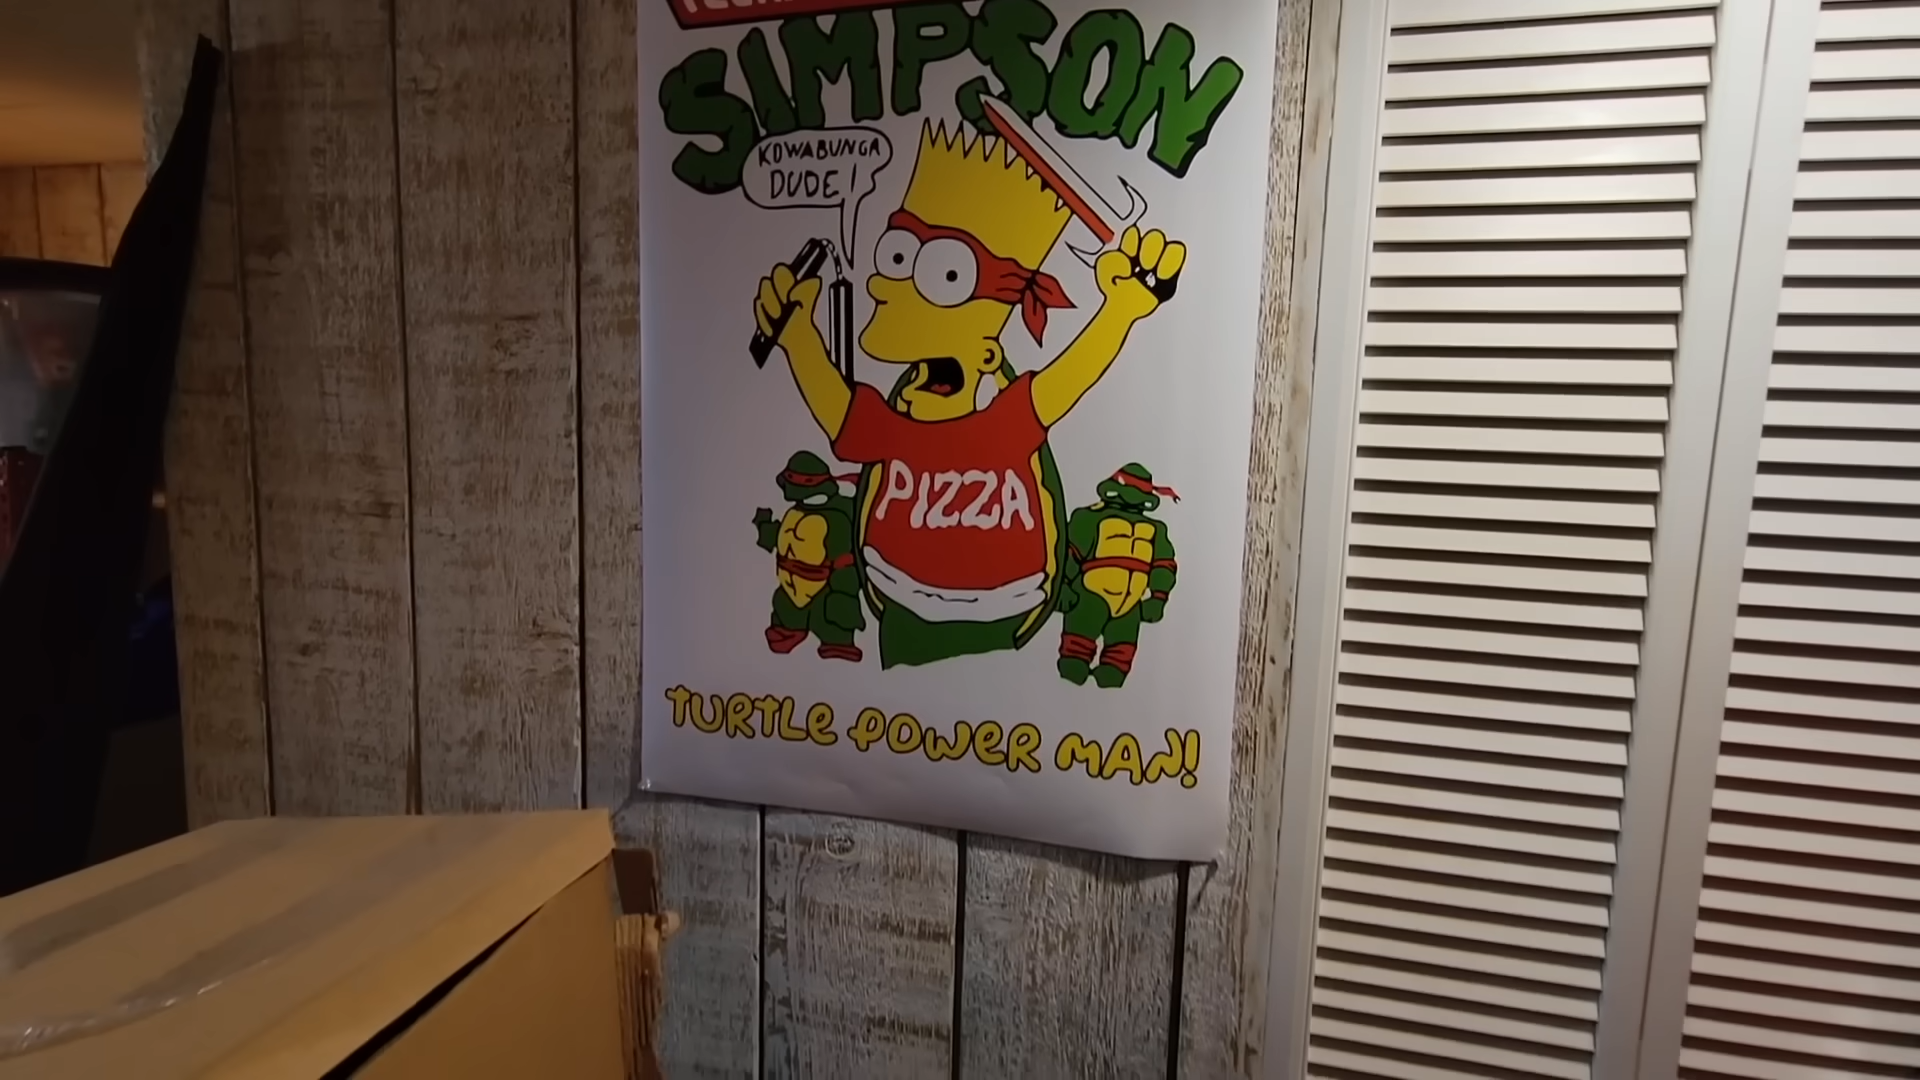 SIMPSON
KOWABUNGA
DUDE!
PIZZA
TURTLE POWER MAN!